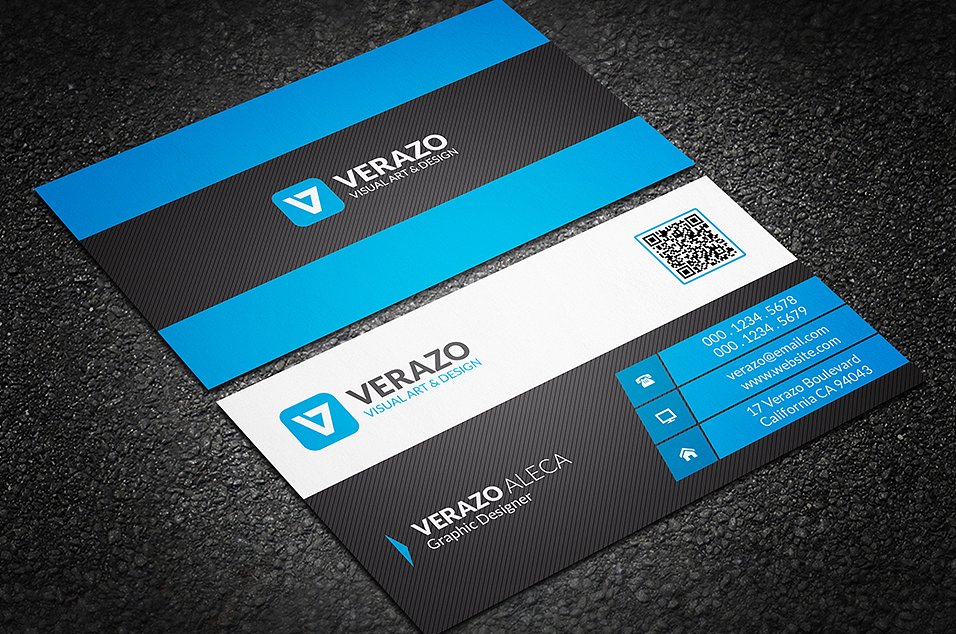 VERAZO
VISUAL ART & DESIGN
VERAZO
VISUAL ART & DESIGN
000 . 1234 . 5678
000 . 1234 . 5679
verazo@email.com
www.website.com
17 Verazo Boulevard
California CA 94043
VERAZO ALECA
Graphic Designer